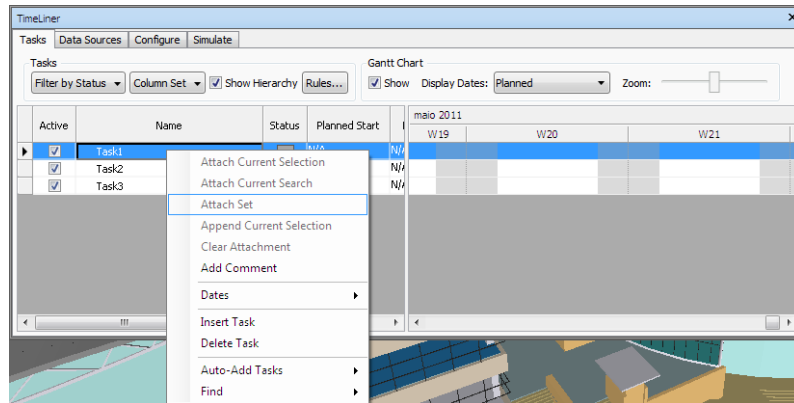 TimeLiner
Tasks Data Sources Configure Simulate
Tasks
Filter by Status Column Set Show Hierarchy Rules...
Gantt Chart
Show Display Dates: Planned Zoom:
Active Name Status Planned Start
maio 2011
W19 W20 W21
Task1 N/A
Task2
Task3
Attach Current Selection
Attach Current Search
Attach Set
Append Current Selection
Clear Attachment
Add Comment
Dates
Insert Task
Delete Task
Auto-Add Tasks
Find